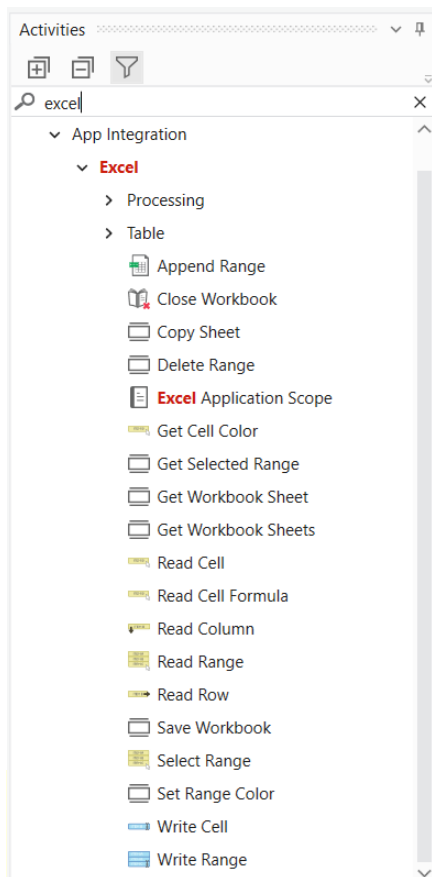 Activities
excel
App Integration
Excel
Processing
Table
Append Range
Close Workbook
Copy Sheet
Delete Range
Excel Application Scope
Get Cell Color
Get Selected Range
Get Workbook Sheet
Get Workbook Sheets
Read Cell
Read Cell Formula
Read Column
Read Range
Read Row
Save Workbook
Select Range
Set Range Color
Write Cell
Write Range